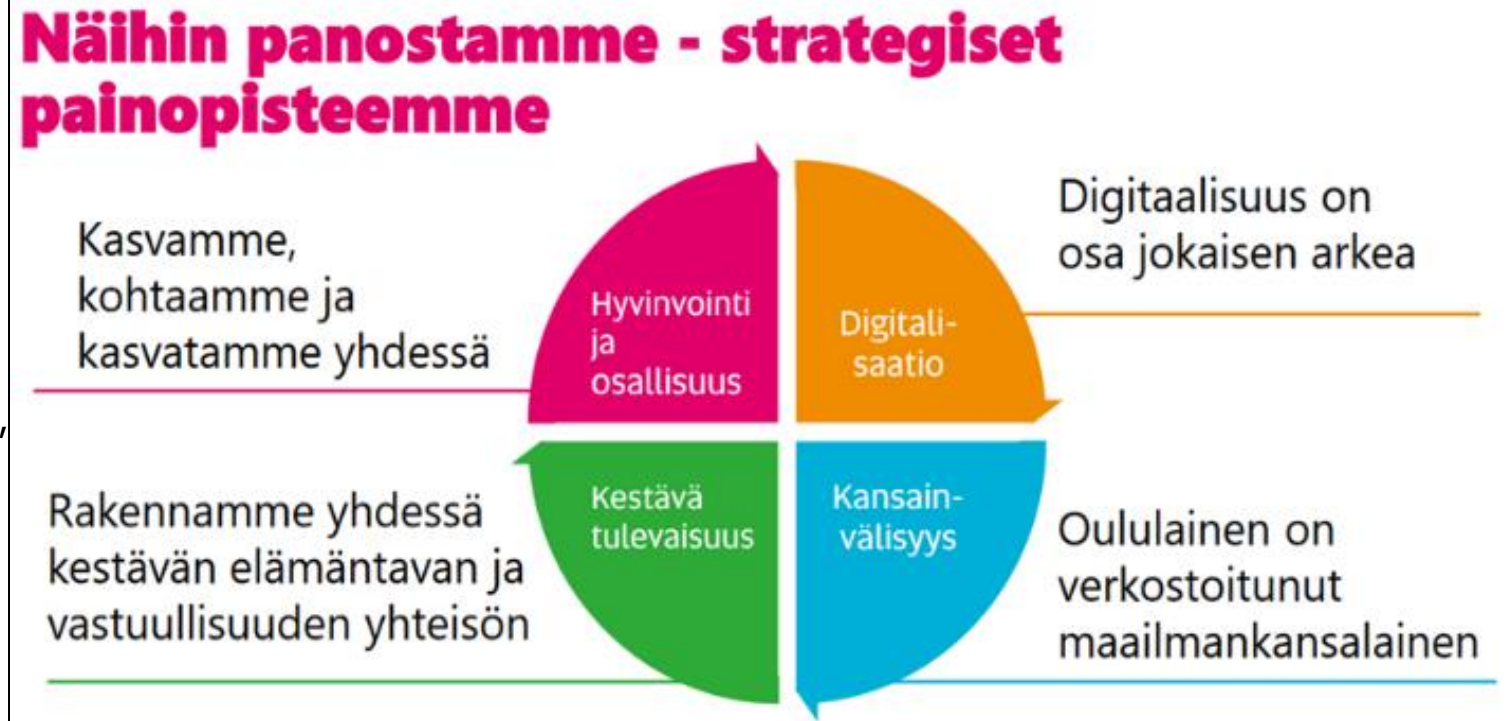 Näihin panostamme - strategiset
painopisteemme
Kasvamme,
kohtaamme ja
kasvatamme yhdessä
Hyvinvointi
ja
osallisuus
Digitali-
saatio
Digitaalisuus on
osa jokaisen arkea
,
Rakennamme yhdessä
kestävän elämäntavan ja
vastuullisuuden yhteisön
Kestävä
tulevaisuus
Kansain-
välisyys
Oululainen on
verkostoitunut
maailmankansalainen